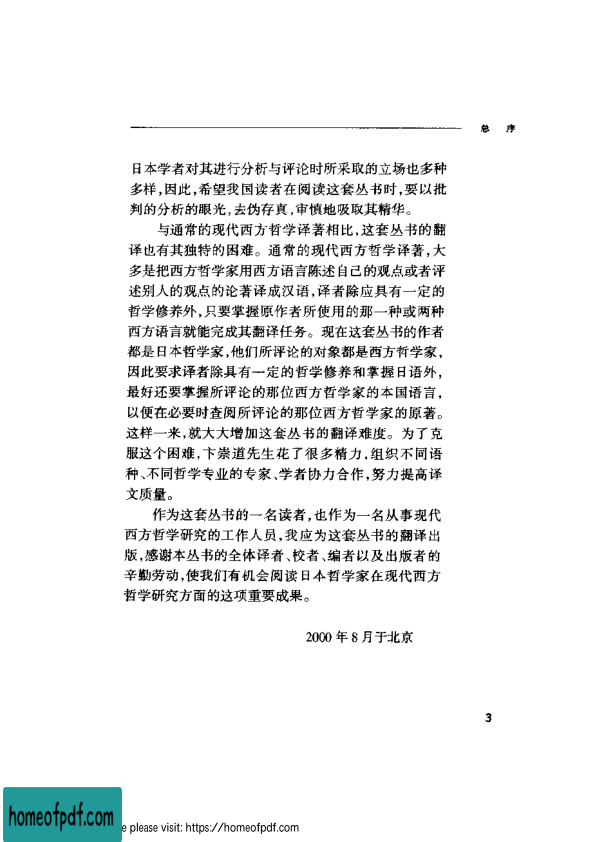 总 序
日本学者对其进行分析与评论时所采取的立场也多种
多样,因此,希望我国读者在阅读这套丛书时,要以批
判的分析的眼光,去伪存真,审慎地吸取其精华。
与通常的现代西方哲学译著相比,这套丛书的翻
译也有其独特的困难。通常的现代西方哲学译著,大
多是把西方哲学家用西方语言陈述自己的观点或者评
述别人的观点的论著译成汉语,译者除应具有一定的
哲学修养外,只要掌握原作者所使用的那一种或两种
西方语言就能完成其翻译任务。现在这套丛书的作者
都是日本哲学家,他们所评论的对象都是西方哲学家,
因此要求译者除具有一定的哲学修养和掌握日语外,
最好还要掌握所评论的那位西方哲学家的本国语言,
以便在必要时查阅所评论的那位西方哲学家的原著。
这样一来,就大大增加这套丛书的翻译难度。为了克
服这个困难,卞崇道先生花了很多精力,组织不同语
种、不同哲学专业的专家、学者协力合作,努力提高译
文质量。
作为这套丛书的一名读者,也作为一名从事现代
西方哲学研究的工作人员,我应为这套丛书的翻译出
版,感谢本丛书的全体译者、校者、编者以及出版者的
辛勤劳动,使我们有机会阅读日本哲学家在现代西方
哲学研究方面的这项重要成果。
2000 年 8 月于北京
3
homeofpdf.com
e please visit: https://homeofpdf.com